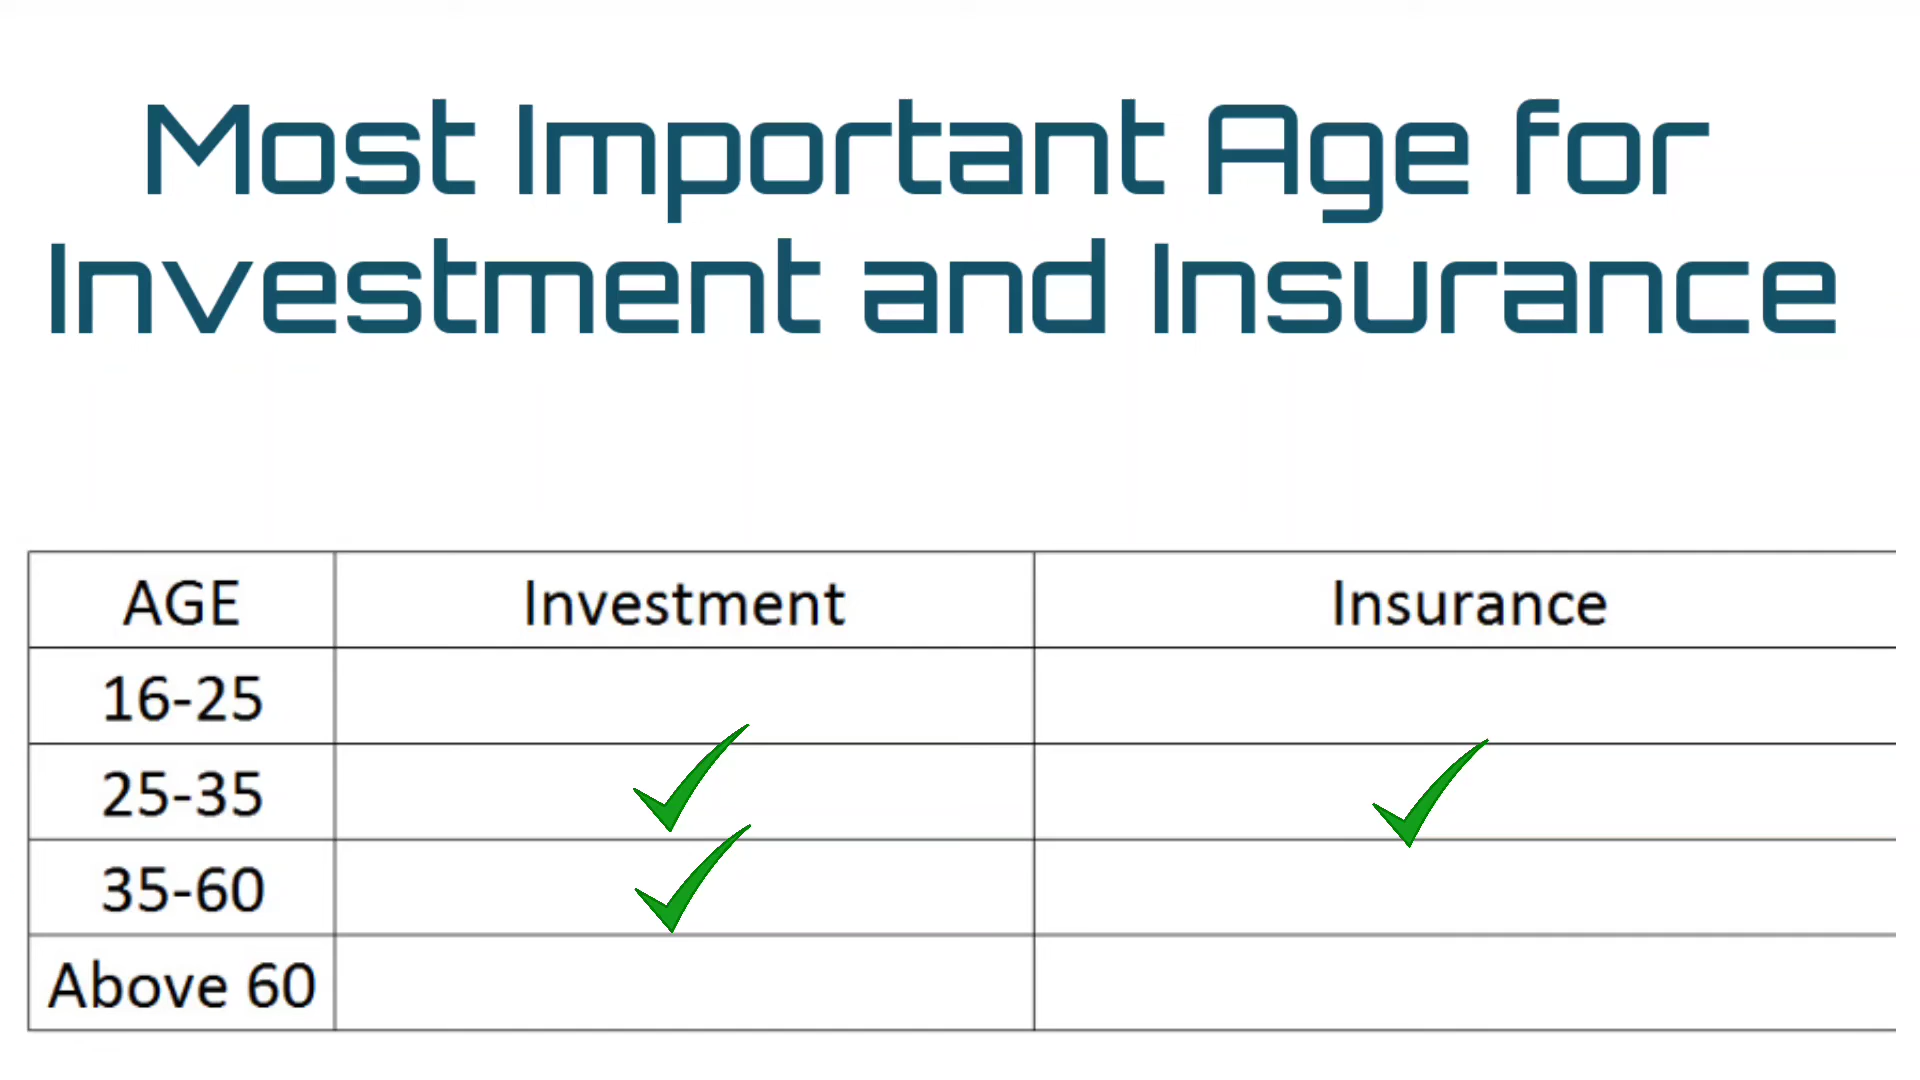 Most Important Age for
Investment and Insurance
AGE Investment Insurance
16-25
25-35
35-60
Above 60